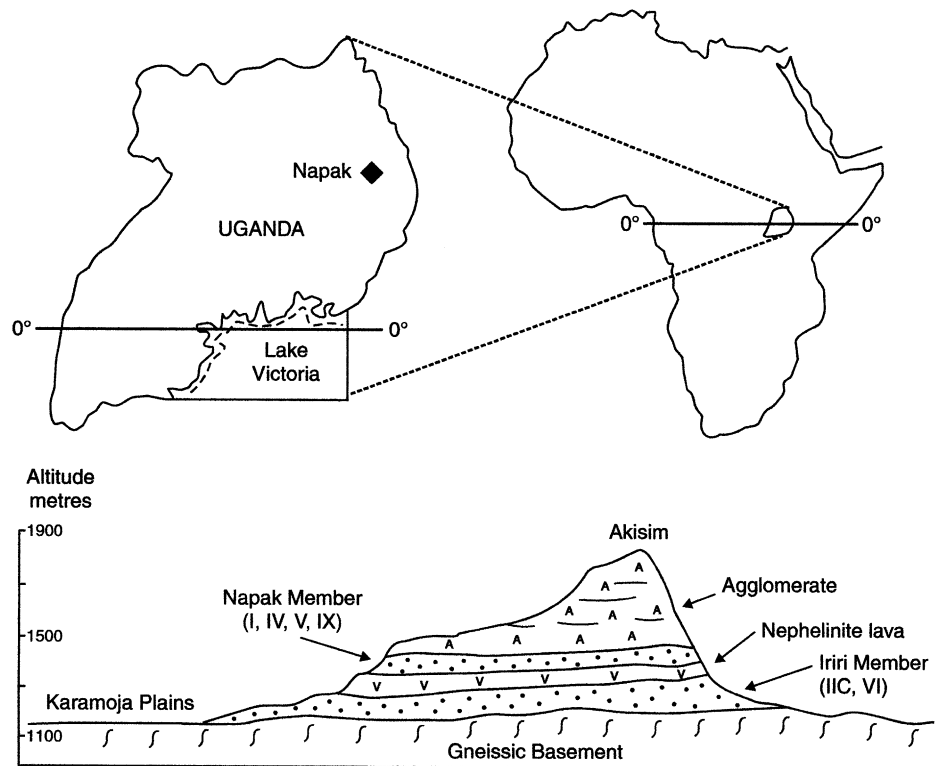 Napak
UGANDA
0°
0°
Lake
Victoria
0°
0°
Altitude
metres
1900
1500
1100
Akisim
Agglomerate
Napak Member
(I, IV, V, IX)
Nephelinite lava
Iriri Member
(IIC, VI)
Karamoja Plains
Gneissic Basement
A
A
A
A
A
A
A
A
V
V
V
V
V
V